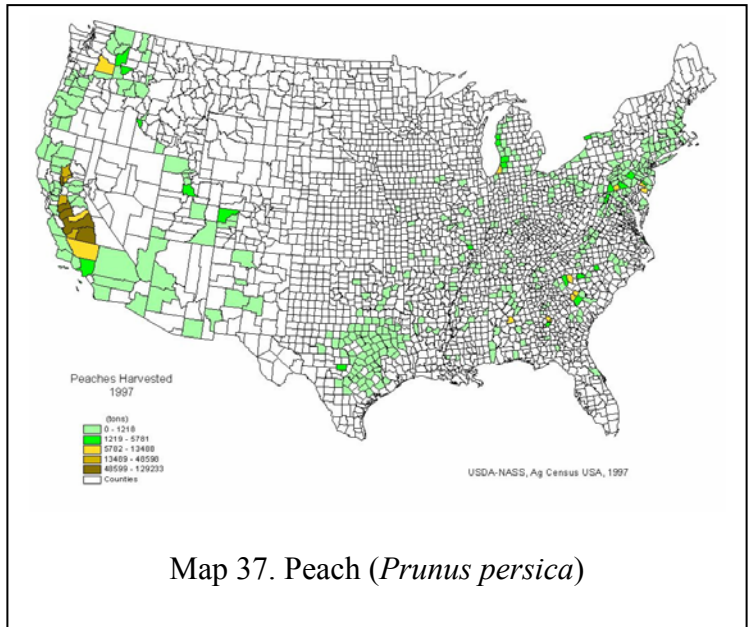 Peaches Harvested
1997
(tons)
0 - 1218
1219 - 5781
5782 - 13488
13489 - 48598
48599 - 129233
Counties
USDA-NASS, Ag Census USA, 1997
Map 37. Peach (Prunus persica)